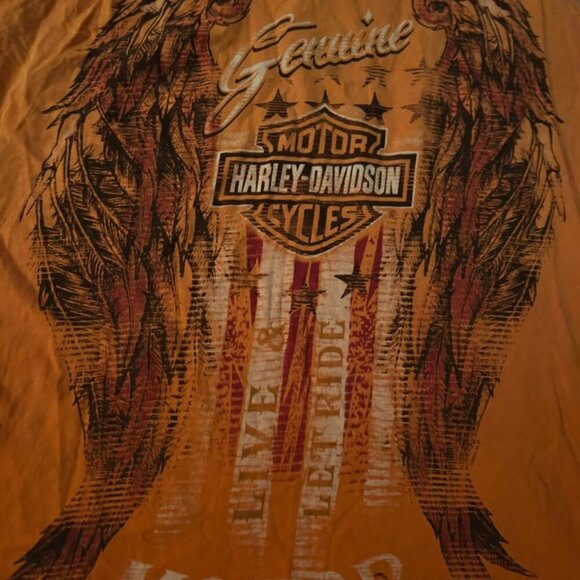 Genuine
MOTOR
HARLEY-DAVIDSON
CYCLES
®
LIVE &
LET RIDE